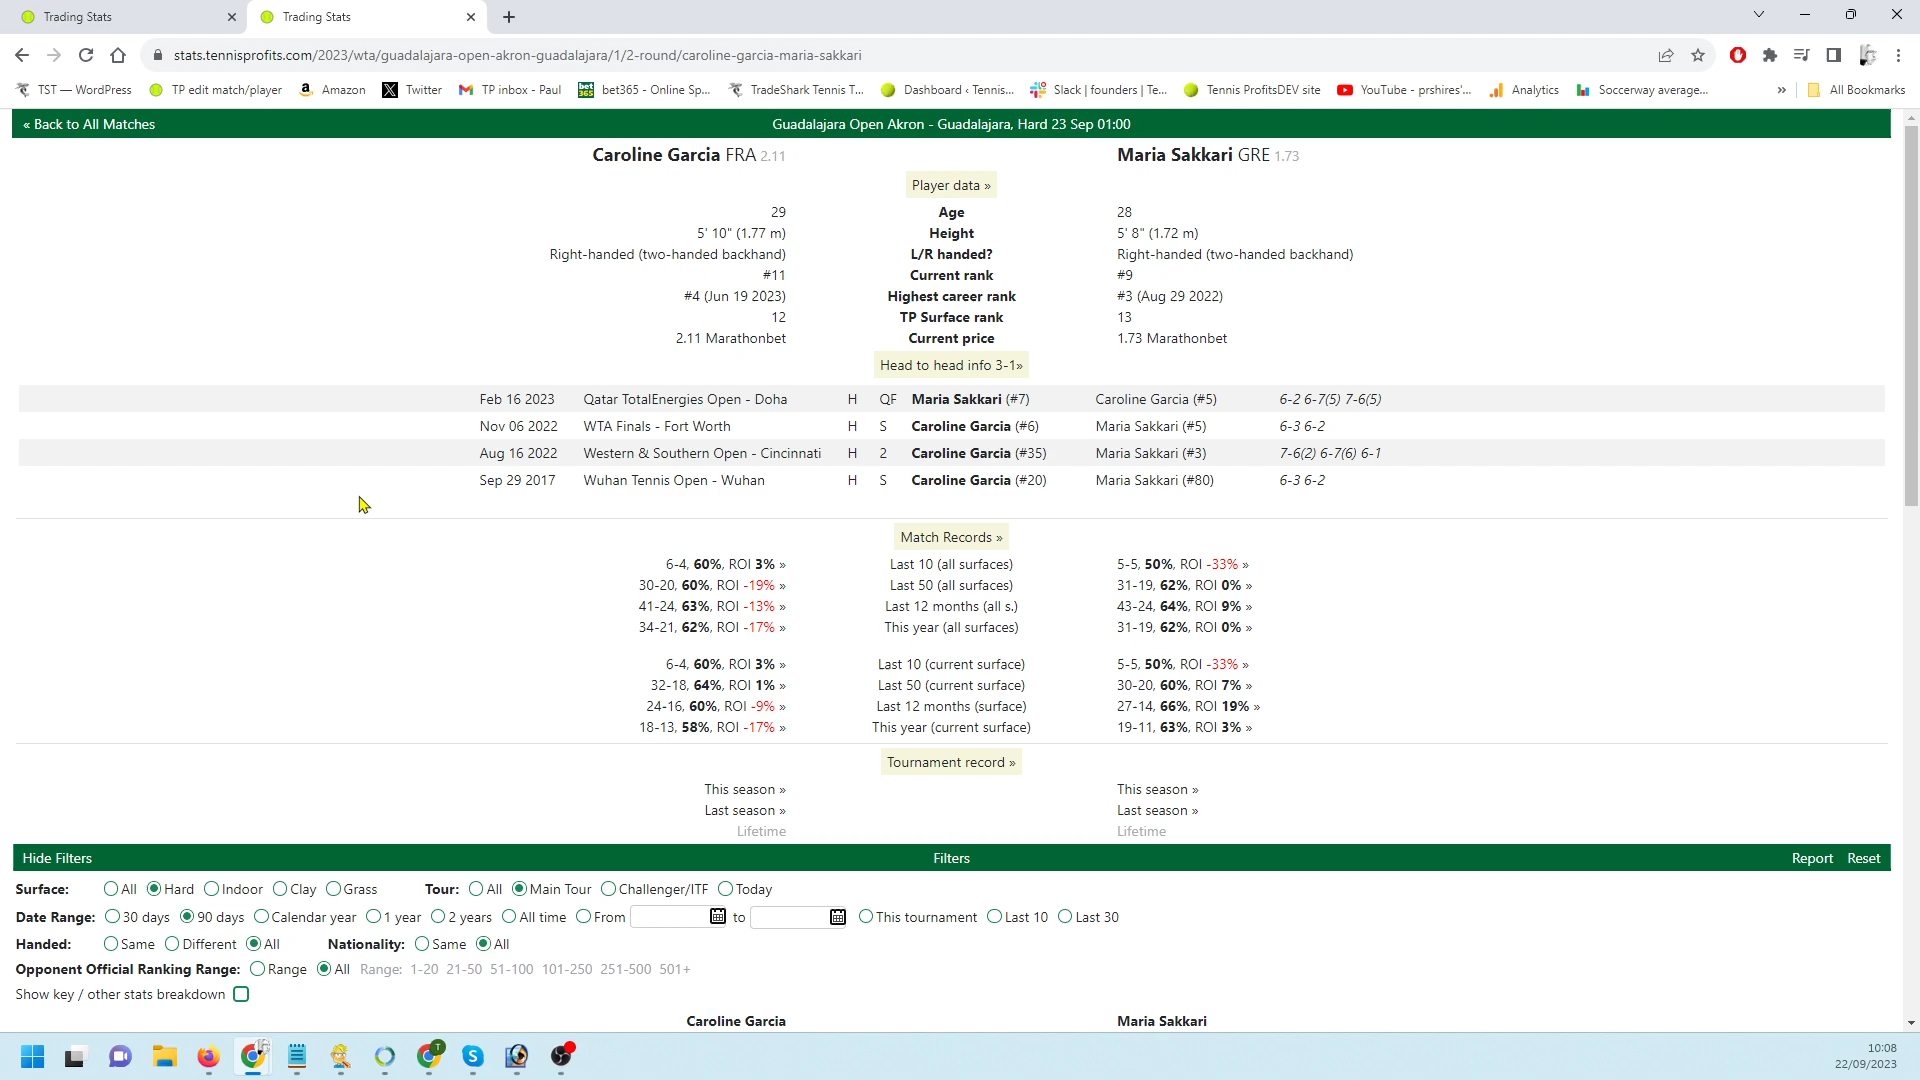 Trading Stats
Trading Stats
stats.tennisprofits.com/2023/wta/guadalajara-open-akron-guadalajara/1/2-round/caroline-garcia-maria-sakkari
TST — WordPress TP edit match/player Amazon Twitter TP inbox - Paul bet365 - Online Sp... TradeShark Tennis T... Dashboard ‹ Tennis... Slack | founders | Te... Tennis ProfitsDEV site YouTube - prshires'... Analytics Soccerway average... » All Bookmarks
« Back to All Matches Guadalajara Open Akron - Guadalajara, Hard 23 Sep 01:00
Caroline Garcia FRA 2.11 Maria Sakkari GRE 1.73
Player data »
29 Age 28
5' 10" (1.77 m) Height 5' 8" (1.72 m)
Right-handed (two-handed backhand) L/R handed? Right-handed (two-handed backhand)
#11 Current rank #9
#4 (Jun 19 2023) Highest career rank #3 (Aug 29 2022)
12 TP Surface rank 13
2.11 Marathonbet Current price 1.73 Marathonbet
Head to head info 3-1»
Feb 16 2023 Qatar TotalEnergies Open - Doha H QF Maria Sakkari (#7) Caroline Garcia (#5) 6-2 6-7(5) 7-6(5)
Nov 06 2022 WTA Finals - Fort Worth H S Caroline Garcia (#6) Maria Sakkari (#5) 6-3 6-2
Aug 16 2022 Western & Southern Open - Cincinnati H 2 Caroline Garcia (#35) Maria Sakkari (#3) 7-6(2) 6-7(6) 6-1
Sep 29 2017 Wuhan Tennis Open - Wuhan H S Caroline Garcia (#20) Maria Sakkari (#80) 6-3 6-2
Match Records »
6-4, 60%, ROI 3% » Last 10 (all surfaces) 5-5, 50%, ROI -33% »
30-20, 60%, ROI -19% » Last 50 (all surfaces) 31-19, 62%, ROI 0% »
41-24, 63%, ROI -13% » Last 12 months (all s.) 43-24, 64%, ROI 9% »
34-21, 62%, ROI -17% » This year (all surfaces) 31-19, 62%, ROI 0% »
6-4, 60%, ROI 3% » Last 10 (current surface) 5-5, 50%, ROI -33% »
32-18, 64%, ROI 1% » Last 50 (current surface) 30-20, 60%, ROI 7% »
24-16, 60%, ROI -9% » Last 12 months (surface) 27-14, 66%, ROI 19% »
18-13, 58%, ROI -17% » This year (current surface) 19-11, 63%, ROI 3% »
Tournament record »
This season » This season »
Last season » Last season »
Lifetime Lifetime
Hide Filters Filters Report Reset
Surface: All Hard Indoor Clay Grass Tour: All Main Tour Challenger/ITF Today
Date Range: 30 days 90 days Calendar year 1 year 2 years All time From to This tournament Last 10 Last 30
Handed: Same Different All Nationality: Same All
Opponent Official Ranking Range: Range All Range: 1-20 21-50 51-100 101-250 251-500 501+
Show key / other stats breakdown
Caroline Garcia Maria Sakkari
10:08
22/09/2023